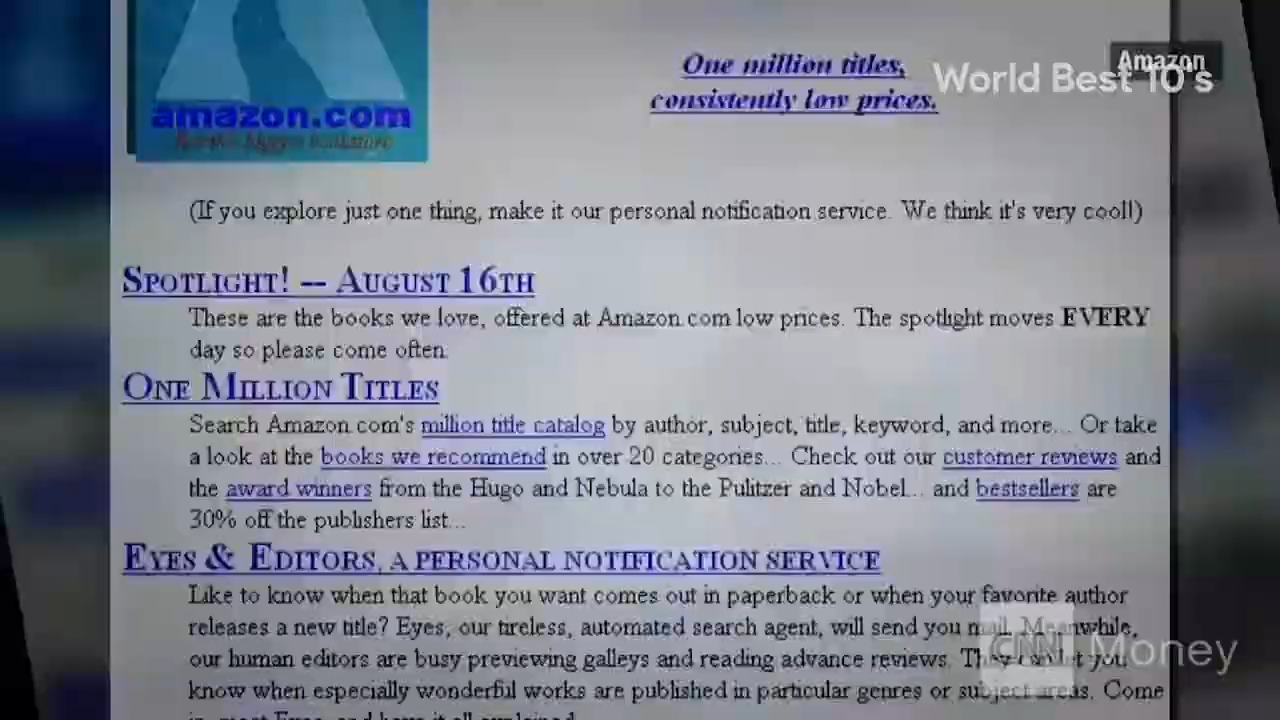 Amazon
World Best 10's
amazon.com
One million titles,
consistently low prices.
(If you explore just one thing, make it our personal notification service. We think it's very cool!)
SPOTLIGHT! -- AUGUST 16TH
These are the books we love, offered at Amazon.com low prices. The spotlight moves EVERY
day so please come often.
ONE MILLION TITLES
Search Amazon.com's million title catalog by author, subject, title, keyword, and more... Or take
a look at the books we recommend in over 20 categories... Check out our customer reviews and
the award winners from the Hugo and Nebula to the Pulitzer and Nobel... and bestsellers are
30% off the publishers list...
EYES & EDITORS, A PERSONAL NOTIFICATION SERVICE
Like to know when that book you want comes out in paperback or when your favorite author
releases a new title? Eyes, our tireless, automated search agent, will send you mail. Meanwhile,
our human editors are busy previewing galleys and reading advance reviews. They can let you
know when especially wonderful works are published in particular genres or subject areas. Come
CNN Money